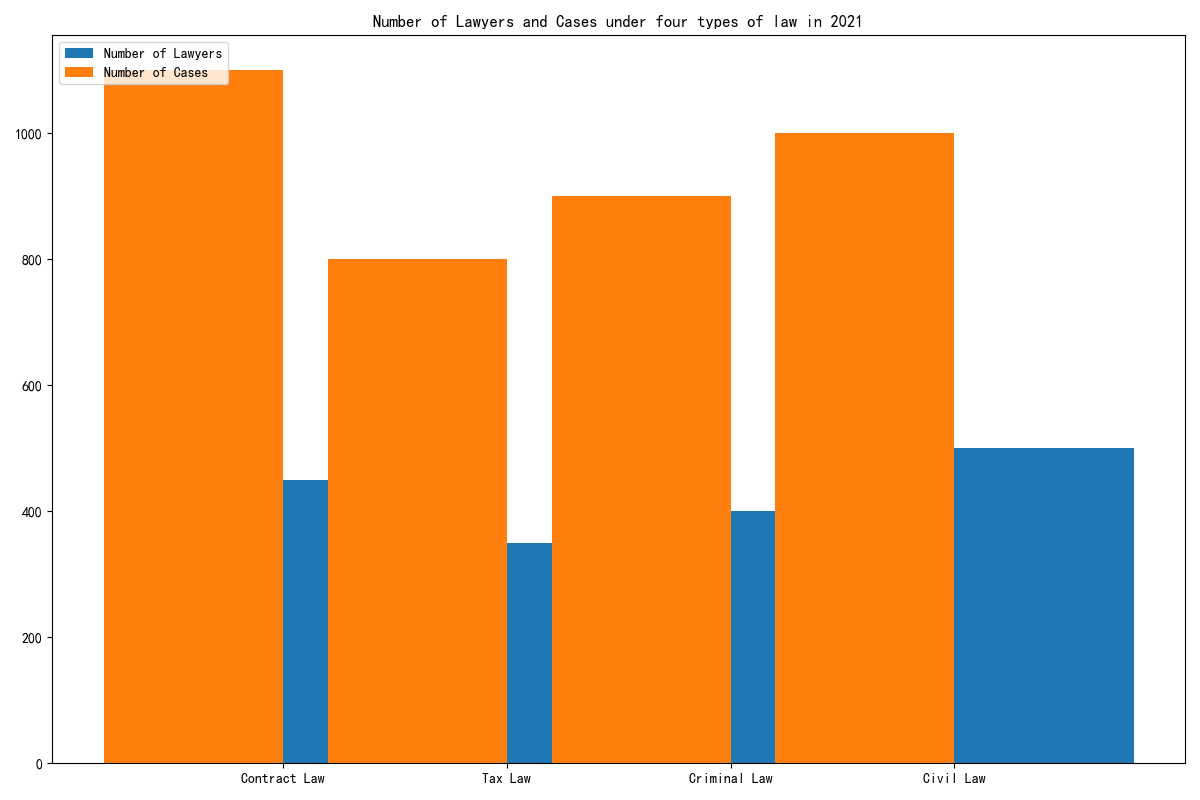 Number of Lawyers and Cases under four types of law in 2021
Number of Lawyers
Number of Cases
1000
800
600
400
200
0
Contract Law
Tax Law
Criminal Law
Civil Law